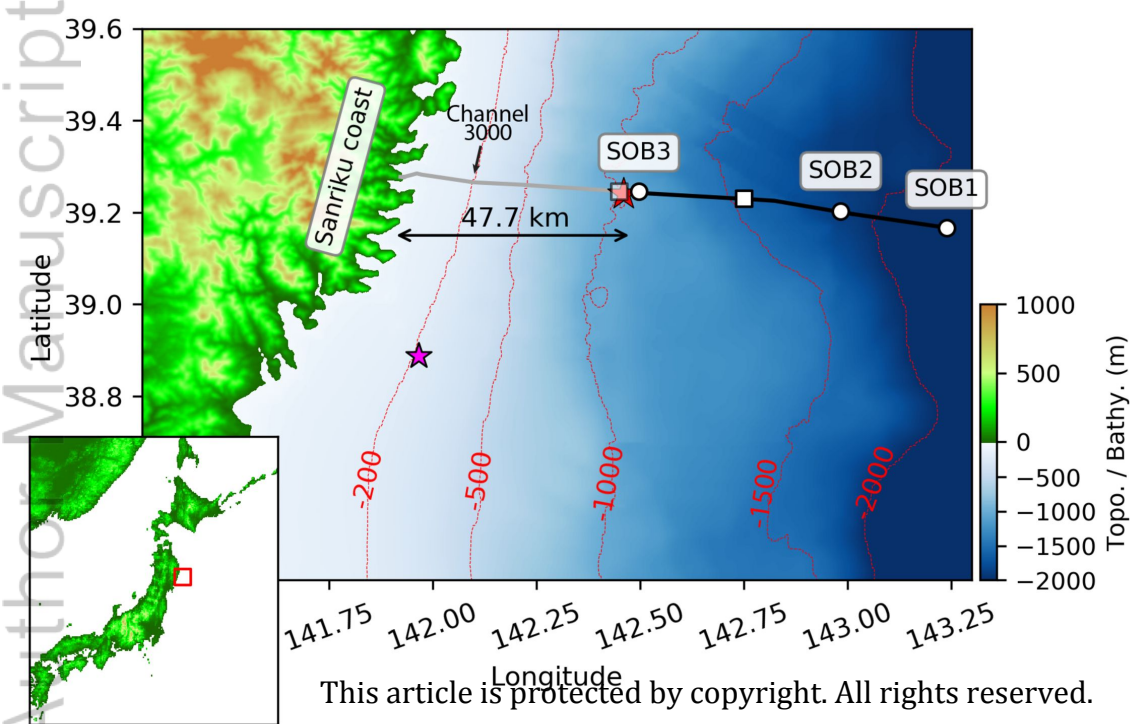 Author Manuscript
39.6
39.4
39.2
39.0
38.8
Latitude
Sanriku coast
Channel
3000
SOB3
SOB2
SOB1
47.7 km
-200
-500
-1000
-1500
-2000
1000
500
0
−500
−1000
−1500
−2000
Topo. / Bathy. (m)
141.75
142.00
142.25
142.50
142.75
143.00
143.25
Longitude
This article is protected by copyright. All rights reserved.